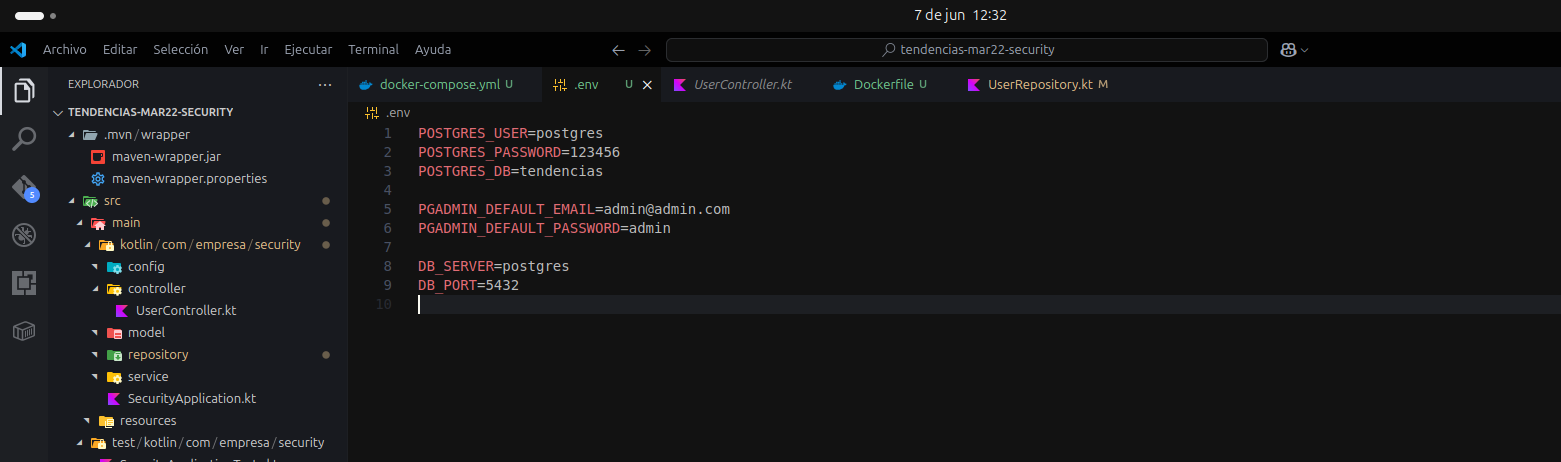 7 de jun 12:32
Archivo Editar Selección Ver Ir Ejecutar Terminal Ayuda
tendencias-mar22-security
EXPLORADOR
TENDENCIAS-MAR22-SECURITY
.mvn/wrapper
maven-wrapper.jar
maven-wrapper.properties
src
main
kotlin/com/empresa/security
config
controller
UserController.kt
model
repository
service
SecurityApplication.kt
resources
test/kotlin/com/empresa/security
5
docker-compose.yml U
.env U
UserController.kt
Dockerfile U
UserRepository.kt M
.env
1 POSTGRES_USER=postgres
2 POSTGRES_PASSWORD=123456
3 POSTGRES_DB=tendencias
4
5 PGADMIN_DEFAULT_EMAIL=admin@admin.com
6 PGADMIN_DEFAULT_PASSWORD=admin
7
8 DB_SERVER=postgres
9 DB_PORT=5432
10